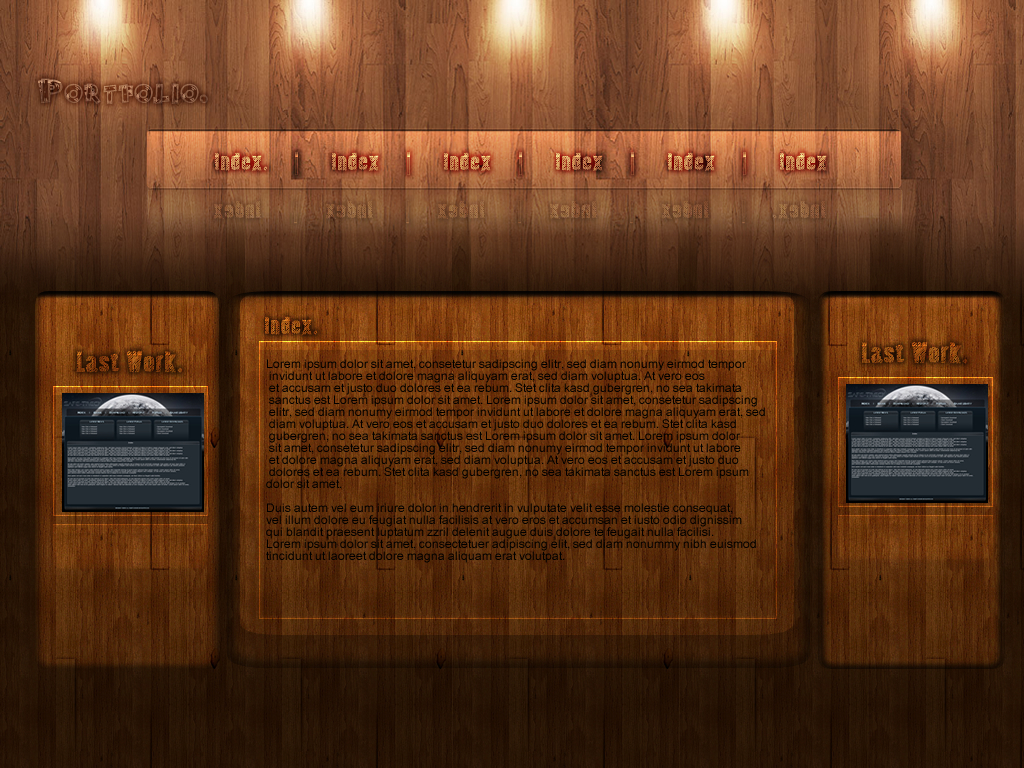 Portfolio.
Index. | Index | Index | Index | Index | Index
Index.
Last Work.
Last Work.
Lorem ipsum dolor sit amet, consetetur sadipscing elitr, sed diam nonumy eirmod tempor
invidunt ut labore et dolore magna aliquyam erat, sed diam voluptua. At vero eos
et accusam et justo duo dolores et ea rebum. Stet clita kasd gubergren, no sea takimata
sanctus est Lorem ipsum dolor sit amet. Lorem ipsum dolor sit amet, consetetur sadipscing
elitr, sed diam nonumy eirmod tempor invidunt ut labore et dolore magna aliquyam erat, sed
diam voluptua. At vero eos et accusam et justo duo dolores et ea rebum. Stet clita kasd
gubergren, no sea takimata sanctus est Lorem ipsum dolor sit amet. Lorem ipsum dolor
sit amet, consetetur sadipscing elitr, sed diam nonumy eirmod tempor invidunt ut labore
et dolore magna aliquyam erat, sed diam voluptua. At vero eos et accusam et justo duo
dolores et ea rebum. Stet clita kasd gubergren, no sea takimata sanctus est Lorem ipsum
dolor sit amet.
Duis autem vel eum iriure dolor in hendrerit in vulputate velit esse molestie consequat,
vel illum dolore eu feugiat nulla facilisis at vero eros et accumsan et iusto odio dignissim
qui blandit praesent luptatum zzril delenit augue duis dolore te feugait nulla facilisi.
Lorem ipsum dolor sit amet, consectetuer adipiscing elit, sed diam nonummy nibh euismod
tincidunt ut laoreet dolore magna aliquam erat volutpat.